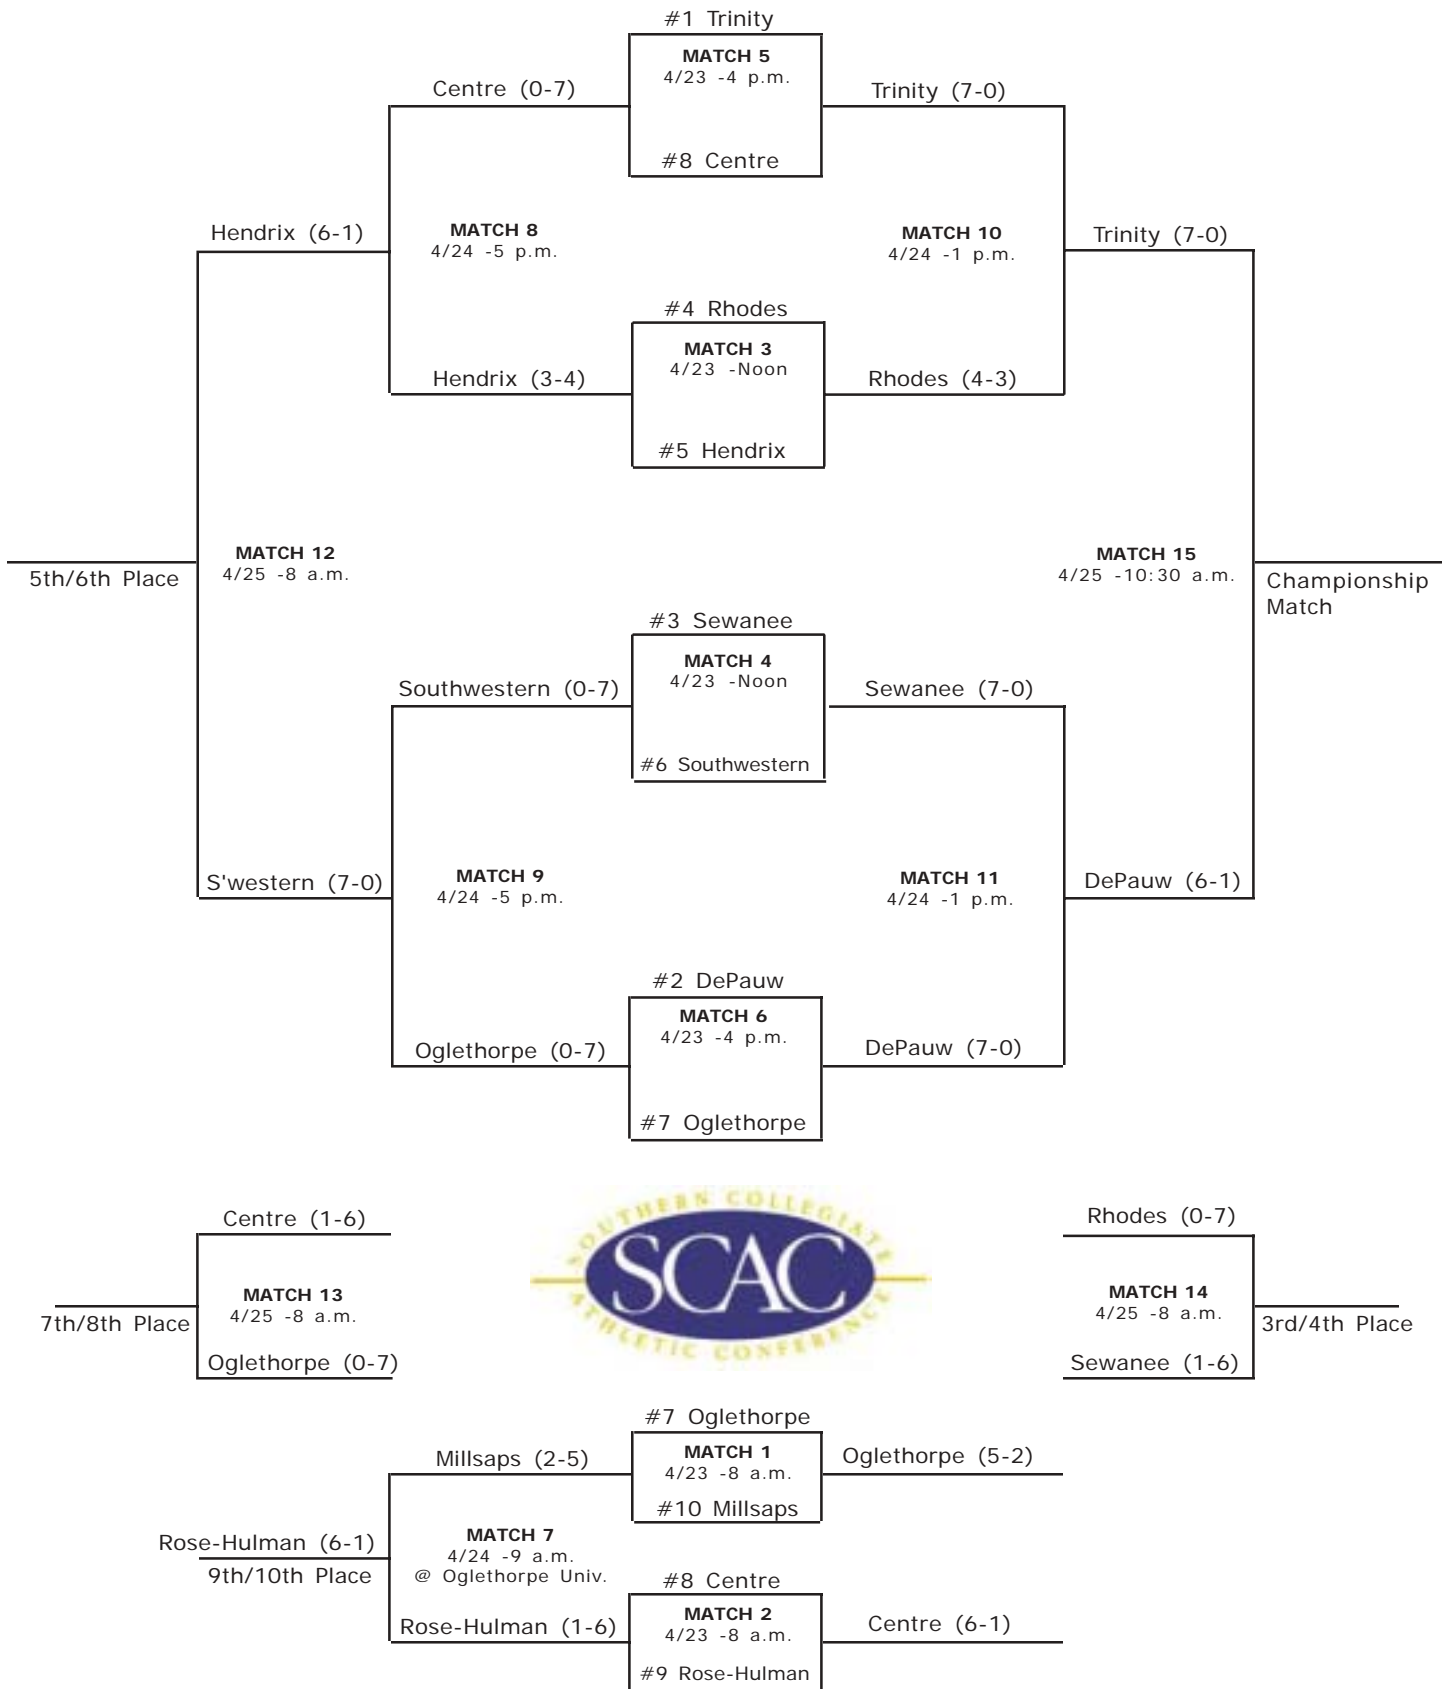 #1 Trinity
MATCH 5
4/23 -4 p.m.
Centre (0-7)
Trinity (7-0)
#8 Centre
Hendrix (6-1)
MATCH 8
4/24 -5 p.m.
MATCH 10
4/24 -1 p.m.
Trinity (7-0)
#4 Rhodes
MATCH 3
4/23 -Noon
Hendrix (3-4)
Rhodes (4-3)
#5 Hendrix
5th/6th Place
MATCH 12
4/25 -8 a.m.
MATCH 15
4/25 -10:30 a.m.
Championship
Match
#3 Sewanee
MATCH 4
4/23 -Noon
Southwestern (0-7)
Sewanee (7-0)
#6 Southwestern
S'western (7-0)
MATCH 9
4/24 -5 p.m.
MATCH 11
4/24 -1 p.m.
DePauw (6-1)
#2 DePauw
MATCH 6
4/23 -4 p.m.
Oglethorpe (0-7)
DePauw (7-0)
#7 Oglethorpe
Centre (1-6)
MATCH 13
4/25 -8 a.m.
7th/8th Place
Oglethorpe (0-7)
SOUTHERN COLLEGIATE
SCAC
ATHLETIC CONFERENCE
Rhodes (0-7)
MATCH 14
4/25 -8 a.m.
3rd/4th Place
Sewanee (1-6)
#7 Oglethorpe
Millsaps (2-5)
MATCH 1
4/23 -8 a.m.
Oglethorpe (5-2)
#10 Millsaps
Rose-Hulman (6-1)
9th/10th Place
MATCH 7
4/24 -9 a.m.
@ Oglethorpe Univ.
#8 Centre
Rose-Hulman (1-6)
MATCH 2
4/23 -8 a.m.
Centre (6-1)
#9 Rose-Hulman